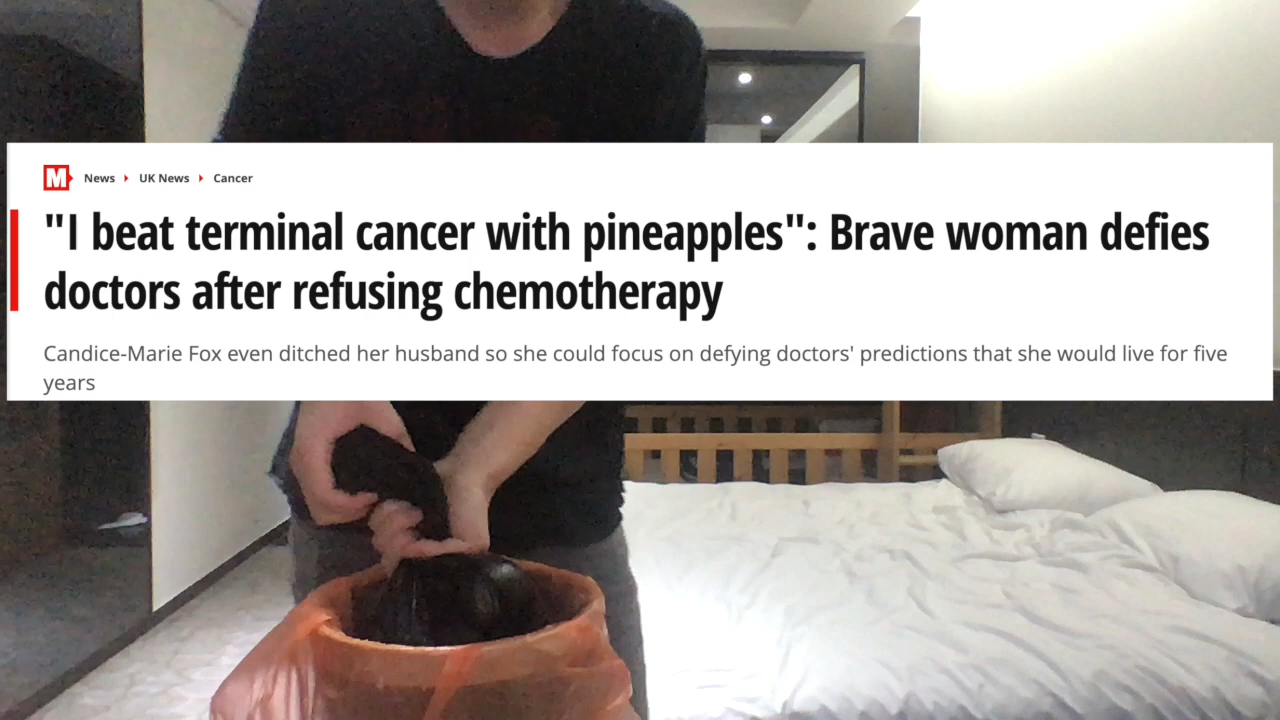 M News UK News Cancer
"I beat terminal cancer with pineapples": Brave woman defies
doctors after refusing chemotherapy
Candice-Marie Fox even ditched her husband so she could focus on defying doctors' predictions that she would live for five
years